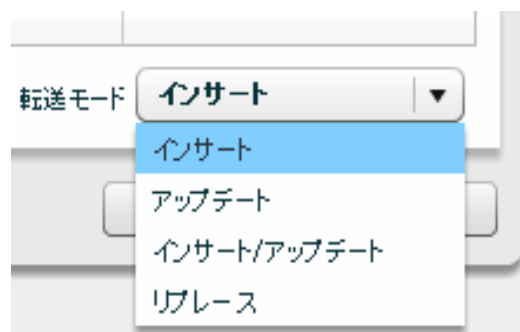 転送モード インサート
インサート
アップデート
インサート/アップデート
リプレース